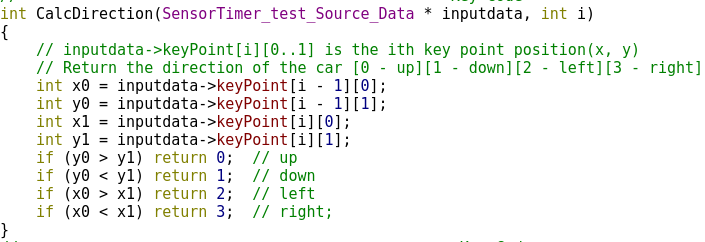 int CalcDirection(SensorTimer_test_Source_Data * inputdata, int i)
{
    // inputdata->keyPoint[i][0..1] is the ith key point position(x, y)
    // Return the direction of the car [0 - up][1 - down][2 - left][3 - right]
    int x0 = inputdata->keyPoint[i - 1][0];
    int y0 = inputdata->keyPoint[i - 1][1];
    int x1 = inputdata->keyPoint[i][0];
    int y1 = inputdata->keyPoint[i][1];
    if (y0 > y1) return 0;  // up
    if (y0 < y1) return 1;  // down
    if (x0 > x1) return 2;  // left
    if (x0 < x1) return 3;  // right;
}